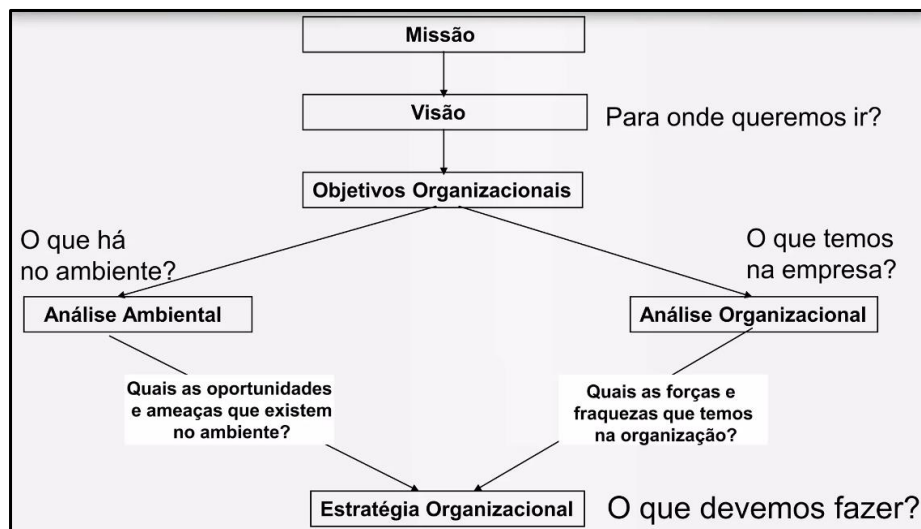 Missão
Visão
Para onde queremos ir?
Objetivos Organizacionais
O que há
no ambiente?
O que temos
na empresa?
Análise Ambiental
Análise Organizacional
Quais as oportunidades
e ameaças que existem
no ambiente?
Quais as forças e
fraquezas que temos
na organização?
Estratégia Organizacional
O que devemos fazer?